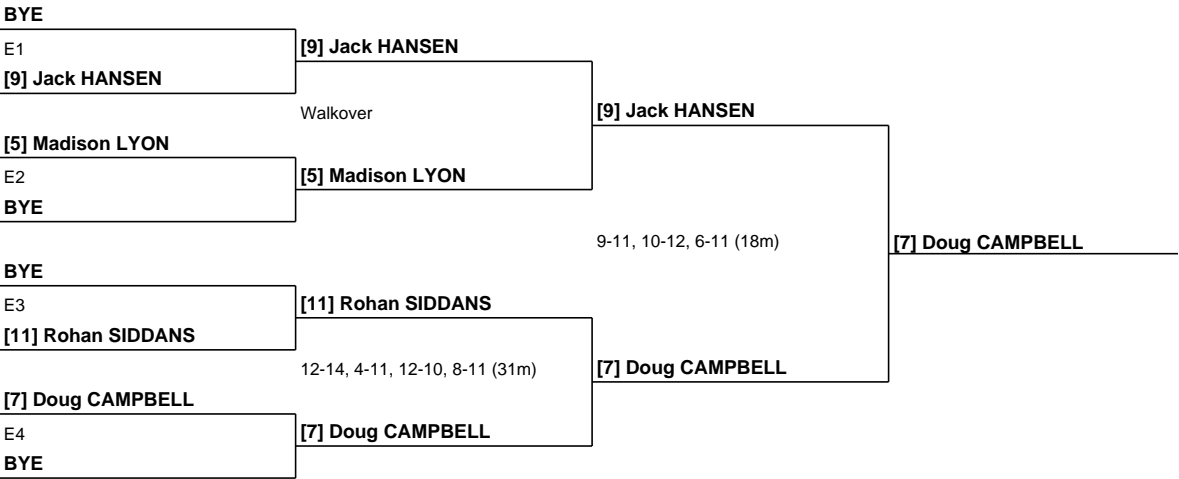 BYE
E1
[9] Jack HANSEN
[9] Jack HANSEN
Walkover
[9] Jack HANSEN
[5] Madison LYON
E2
[5] Madison LYON
BYE
9-11, 10-12, 6-11 (18m)
[7] Doug CAMPBELL
BYE
E3
[11] Rohan SIDDANS
[11] Rohan SIDDANS
12-14, 4-11, 12-10, 8-11 (31m)
[7] Doug CAMPBELL
[7] Doug CAMPBELL
E4
[7] Doug CAMPBELL
BYE